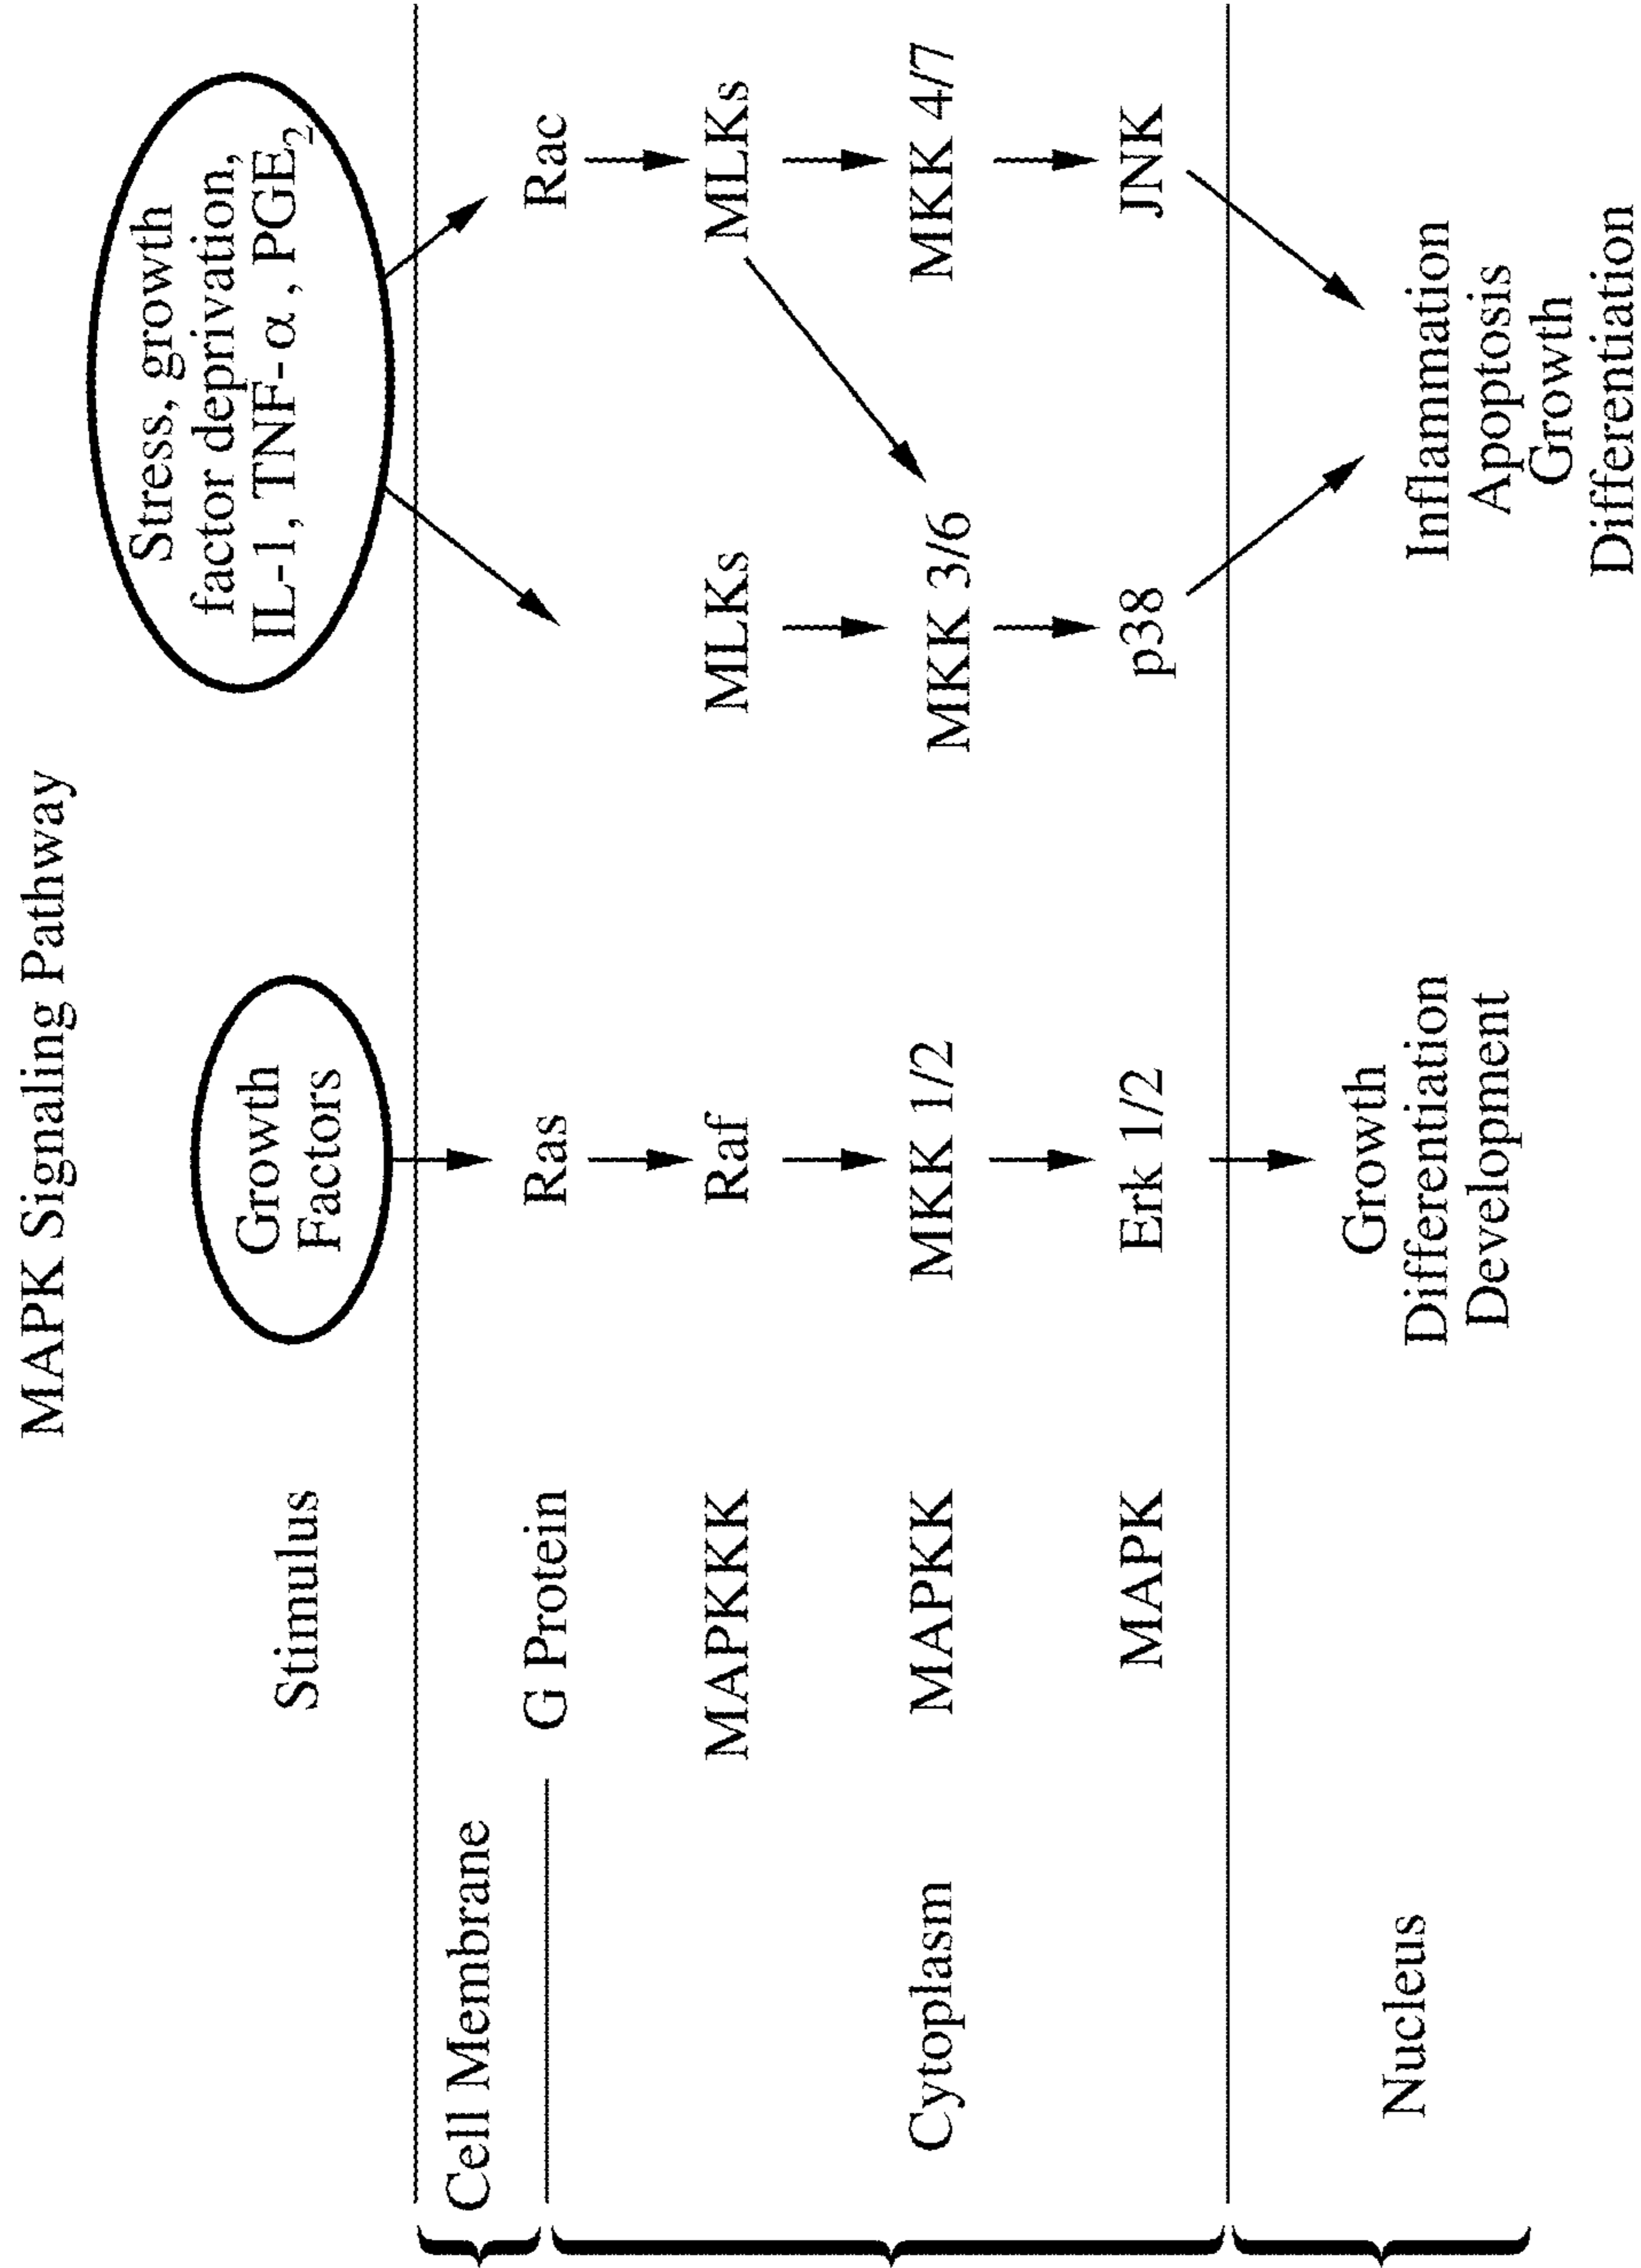 MAPK Signaling Pathway
Stimulus
Growth
Factors
Stress, growth
factor deprivation,
IL-1, TNF-α, PGE₂
Cell Membrane
G Protein
Ras
Rac
MAPKKK
Raf
MLKs
MLKs
Cytoplasm
MAPKK
MKK 1/2
MKK 3/6
MKK 4/7
MAPK
Erk 1/2
p38
JNK
Nucleus
Growth
Differentiation
Development
Inflammation
Apoptosis
Growth
Differentiation